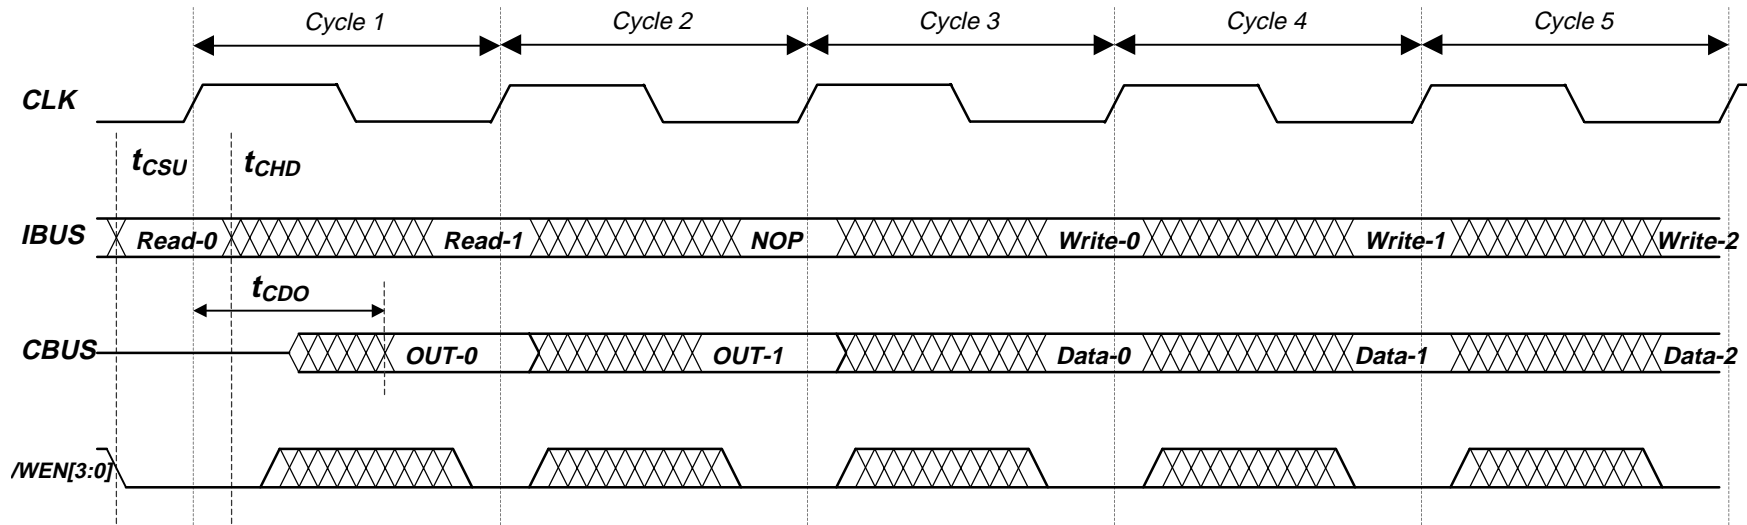 Cycle 1 Cycle 2 Cycle 3 Cycle 4 Cycle 5
CLK
tCSU tCHD
IBUS Read-0 Read-1 NOP Write-0 Write-1 Write-2
tCDO
CBUS OUT-0 OUT-1 Data-0 Data-1 Data-2
/WEN[3:0]